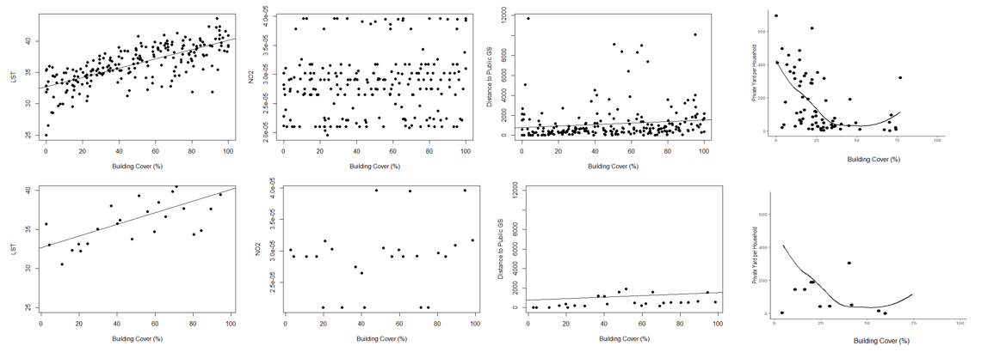 LST
25 30 35 40
0 20 40 60 80 100
Building Cover (%)
NO2
2.0e-05 2.5e-05 3.0e-05 3.5e-05 4.0e-05
0 20 40 60 80 100
Building Cover (%)
Distance to Public GS
0 2000 4000 6000 8000 12000
0 20 40 60 80 100
Building Cover (%)
Private Yard per Household
0 200 400 600
0 25 50 75 100
Building Cover (%)
LST
25 30 35 40
0 20 40 60 80 100
Building Cover (%)
NO2
2.5e-05 3.0e-05 3.5e-05 4.0e-05
0 20 40 60 80 100
Building Cover (%)
Distance to Public GS
0 2000 4000 6000 8000 12000
0 20 40 60 80 100
Building Cover (%)
Private Yard per Household
0 200 400 600
0 25 50 75 100
Building Cover (%)